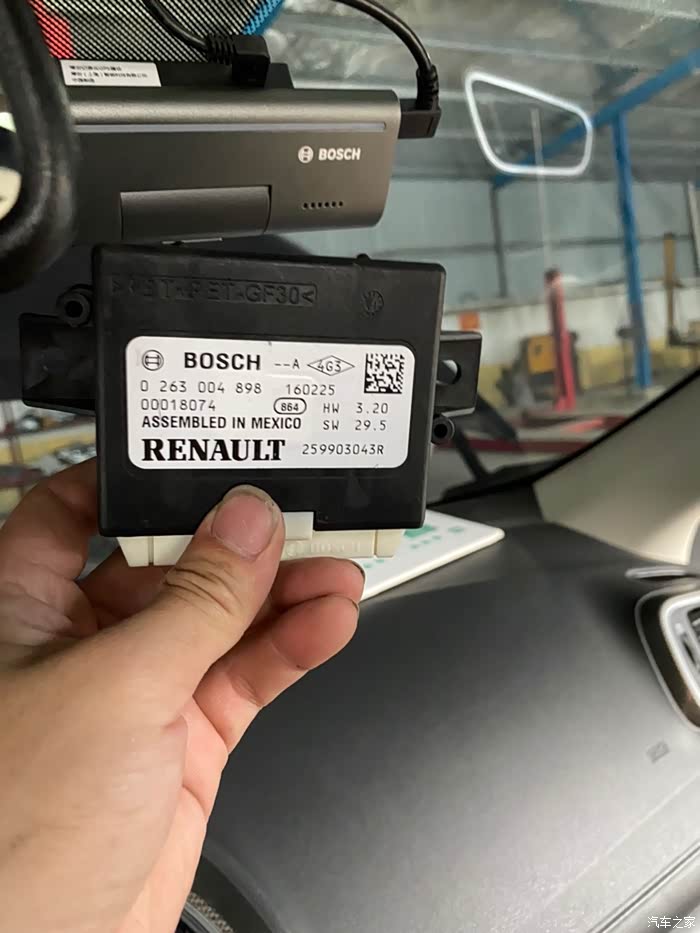 BOSCH
>PBT-PET-GF30<
BOSCH --A 4G3
0 263 004 898 160225
00018074 864 HW 3.20
ASSEMBLED IN MEXICO SW 29.5
RENAULT 259903043R
汽车之家